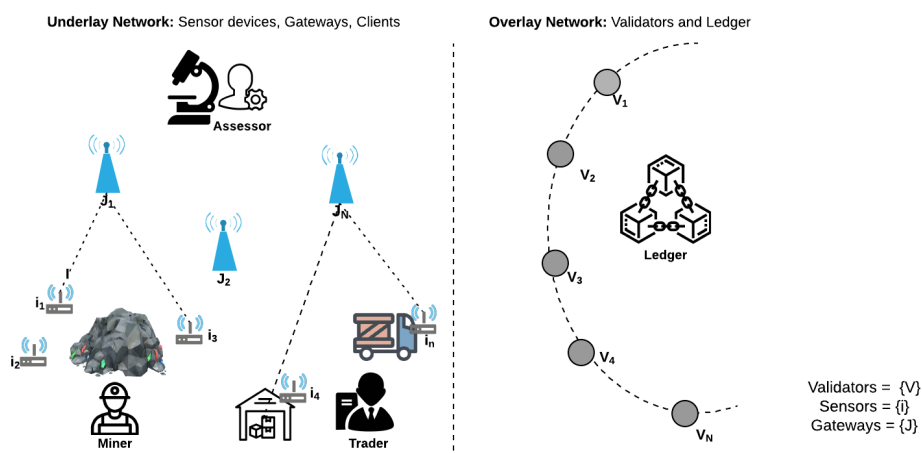 Underlay Network: Sensor devices, Gateways, Clients
Overlay Network: Validators and Ledger
Assessor
J1
JN
J2
i1
i2
i3
i4
in
Miner
Trader
V1
V2
V3
V4
VN
Ledger
Validators = {V}
Sensors = {i}
Gateways = {J}